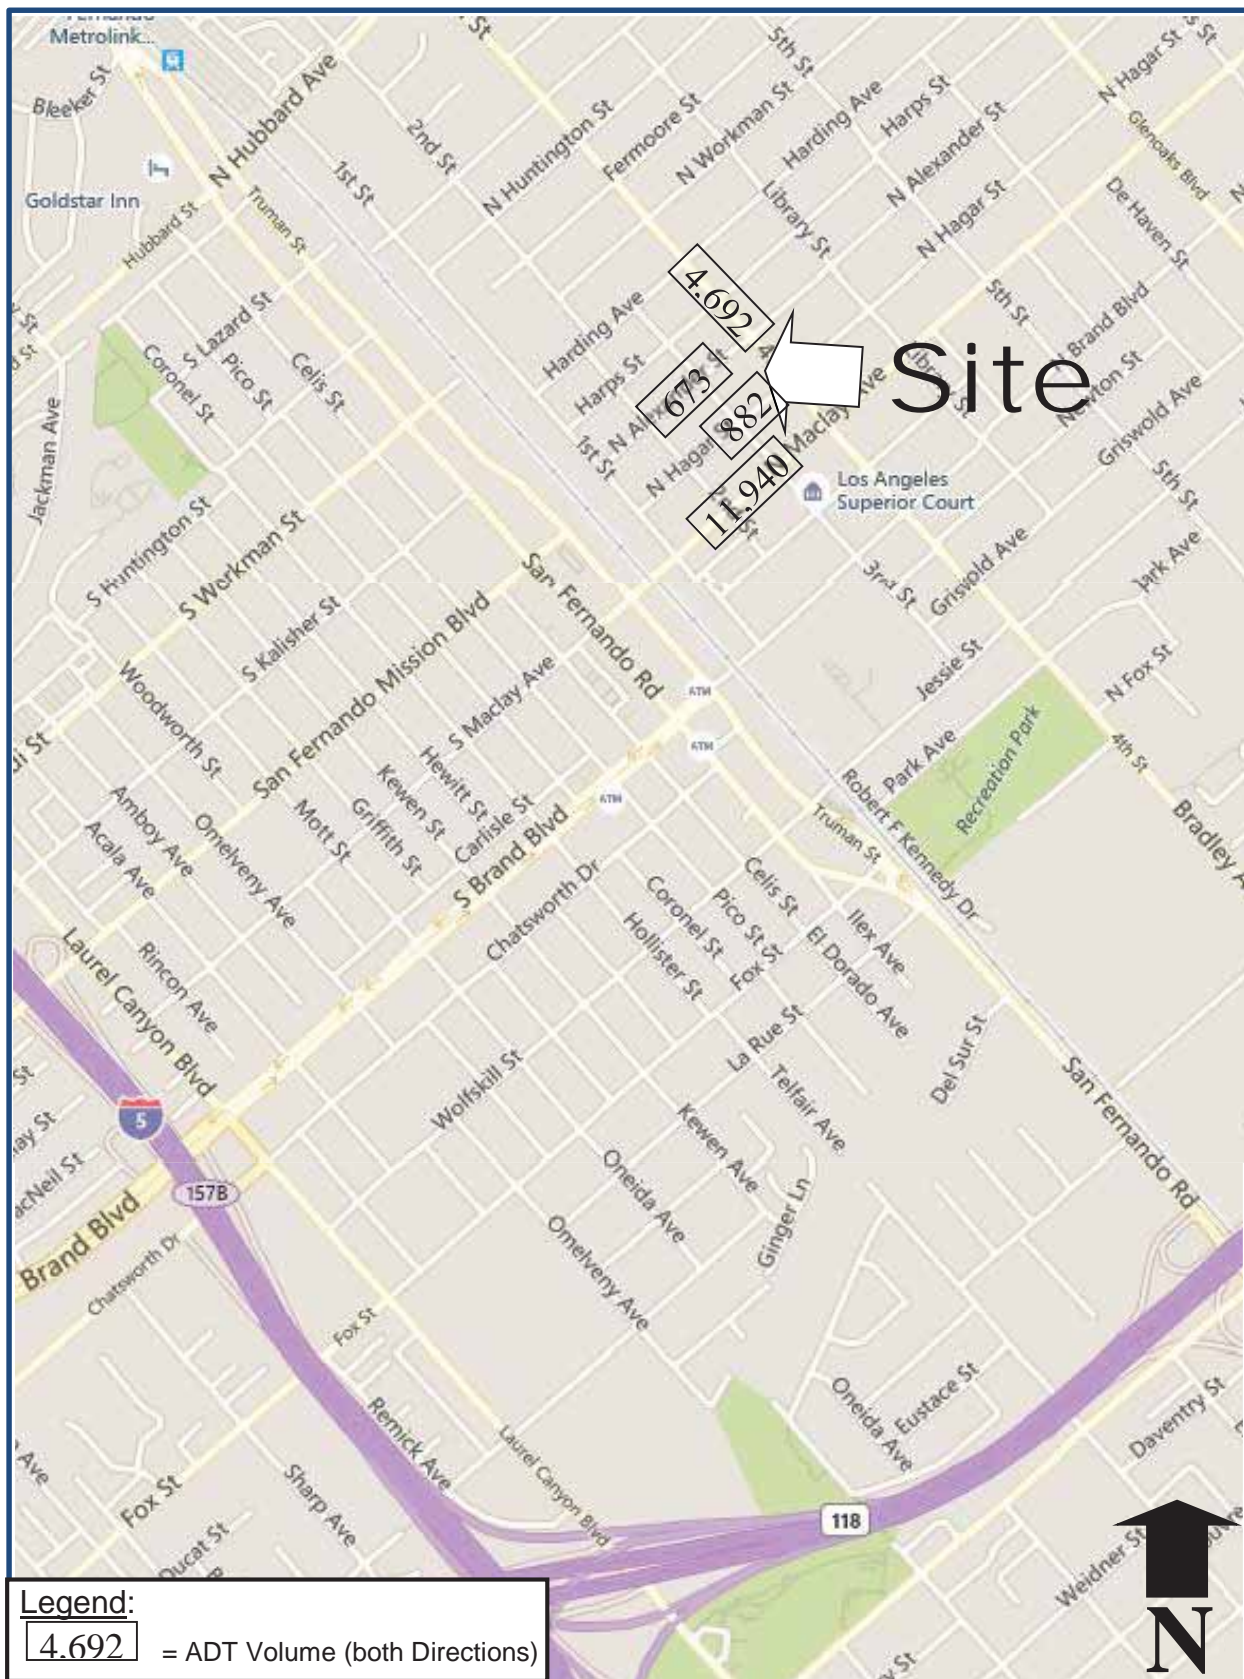 Metrolink...
Bleeker St
Goldstar Inn
N Hubbard Ave
Hubbard St
Truman St
1st St
2nd St
N Huntington St
Fermoore St
N Workman St
5th St
Harding Ave
Harps St
N Alexander St
N Hagar St
Library St
N Hagar St
Glenoaks Blvd
De Haven St
5th St
Brand Blvd
Newton St
Griswold Ave
5th St
4.692
673
882
11,940
Site
Harding Ave
Harps St
1st St
N Hagar St
Maclay Ave
Los Angeles
Superior Court
3rd St
Griswold Ave
Park Ave
Jessie St
N Fox St
Park Ave
Recreation Park
4th St
Robert F Kennedy Dr
Truman St
S Lazard St
Pico St
Coronel St
Celis St
Jackman Ave
S Huntington St
S Workman St
S Kalisher St
San Fernando Mission Blvd
San Fernando Rd
S Maclay Ave
Woodworth St
Hewitt St
Kewen St
Griffith St
Carlisle St
Mott St
S Brand Blvd
ATM
ATM
ATM
Amboy Ave
Acala Ave
Omelveny Ave
Rincon Ave
Laurel Canyon Blvd
Chatsworth Dr
Celis St
Pico St
Coronel St
Hollister St
Fox St
Ilex Ave
El Dorado Ave
La Rue St
Telfair Ave
Del Sur St
San Fernando Rd
Wolfskill St
Kewen Ave
Oneida Ave
Ginger Ln
Omelveny Ave
5
157B
Brand Blvd
Chatsworth Dr
Fox St
Remick Ave
Laurel Canyon Blvd
Fox St
Sharp Ave
Ducat St
Oneida Ave
Eustace St
Daventry St
118
Weidner St
N
Legend:
4.692 = ADT Volume (both Directions)